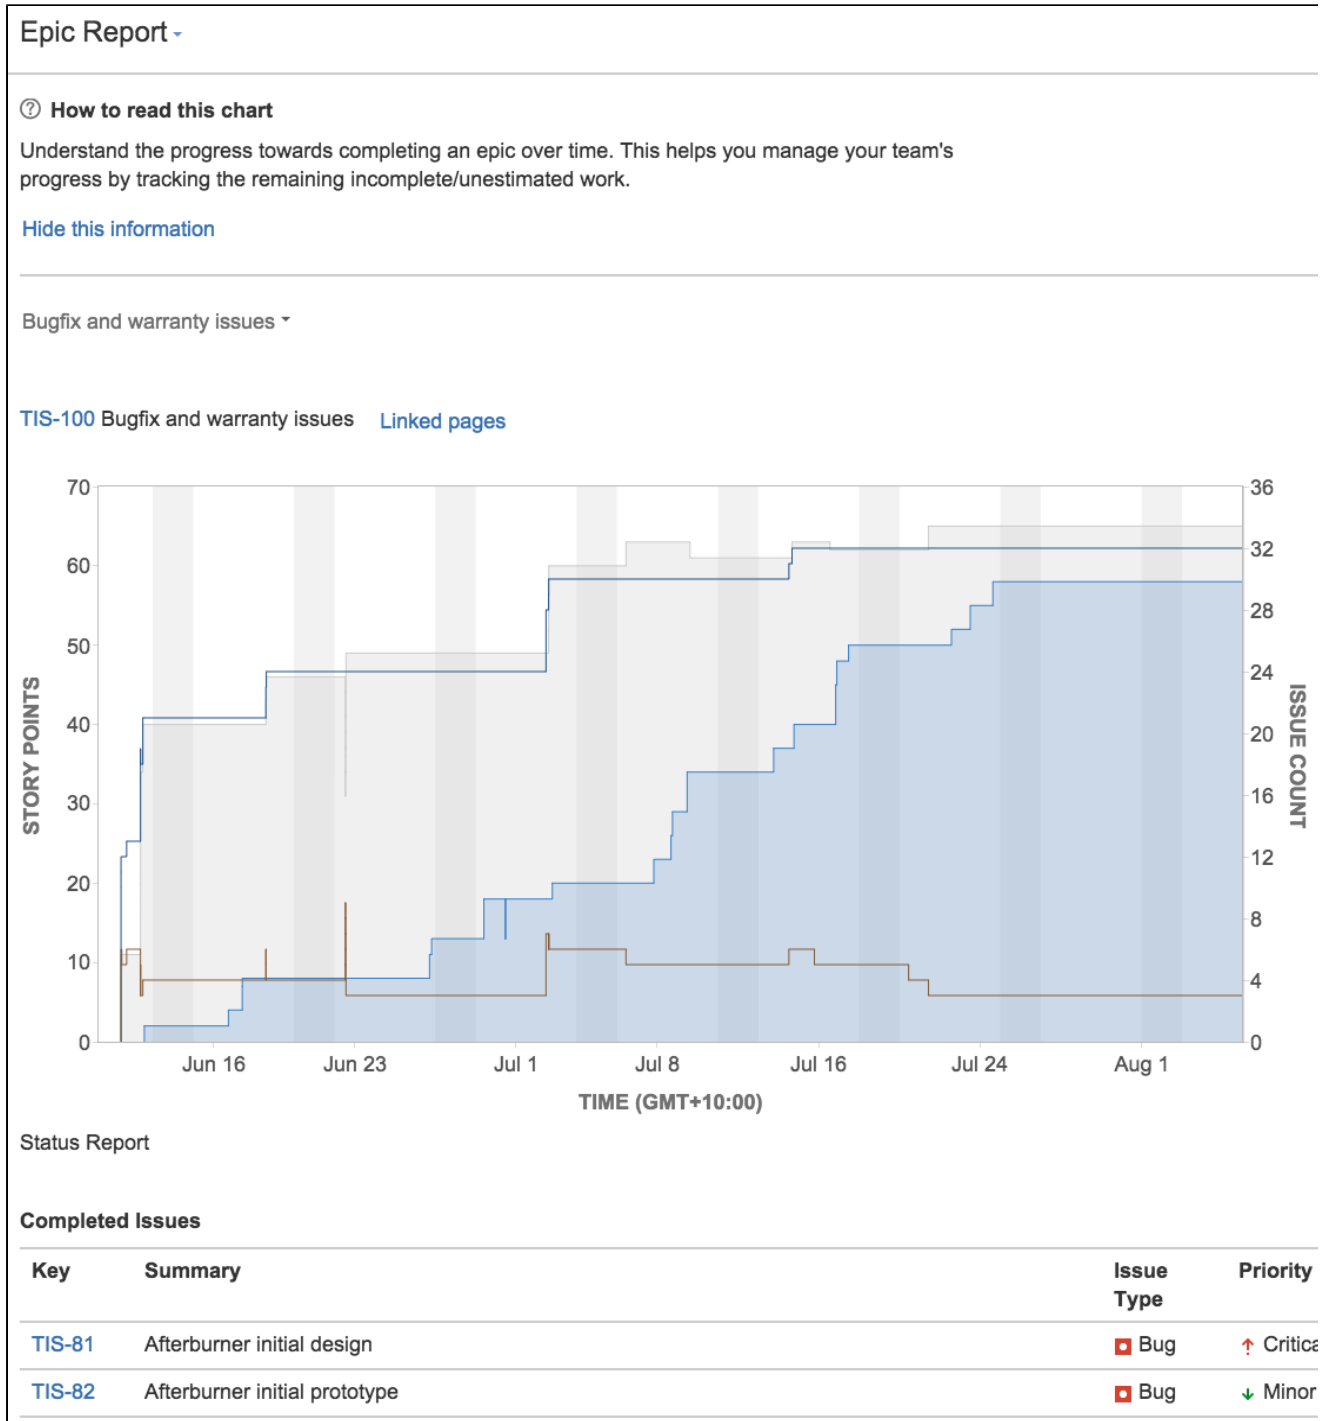 Epic Report
How to read this chart
Understand the progress towards completing an epic over time. This helps you manage your team's
progress by tracking the remaining incomplete/unestimated work.
Hide this information
Bugfix and warranty issues
TIS-100 Bugfix and warranty issues Linked pages
70 36
60 32
28
50
24
40
20
30
16
12
20
8
10
4
0 0
STORY POINTS
ISSUE COUNT
Jun 16 Jun 23 Jul 1 Jul 8 Jul 16 Jul 24 Aug 1
TIME (GMT+10:00)
Status Report
Completed Issues
Key Summary Issue Type Priority
TIS-81 Afterburner initial design Bug Critica
TIS-82 Afterburner initial prototype Bug Minor